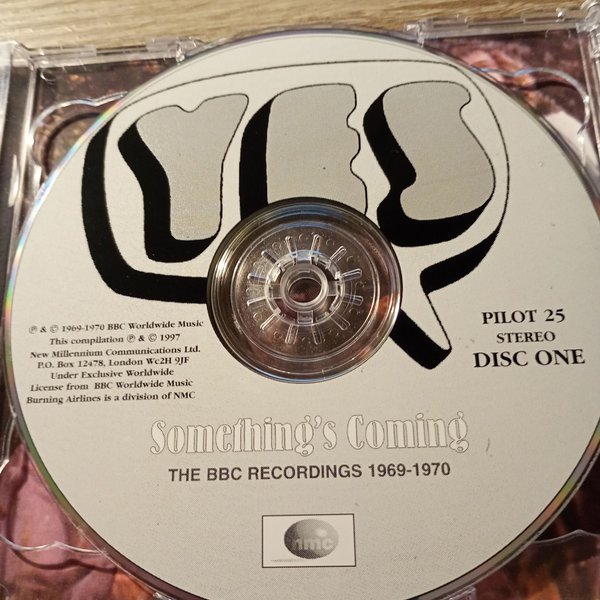 YES
℗ & © 1969-1970 BBC Worldwide Music
This compilation ℗ & © 1997
New Millennium Communications Ltd.
P.O. Box 12478, London Wc2H 9JF
Under Exclusive Worldwide
License from BBC Worldwide Music
Burning Airlines is a division of NMC
PILOT 25
STEREO
DISC ONE
Something's Coming
THE BBC RECORDINGS 1969-1970
nmc